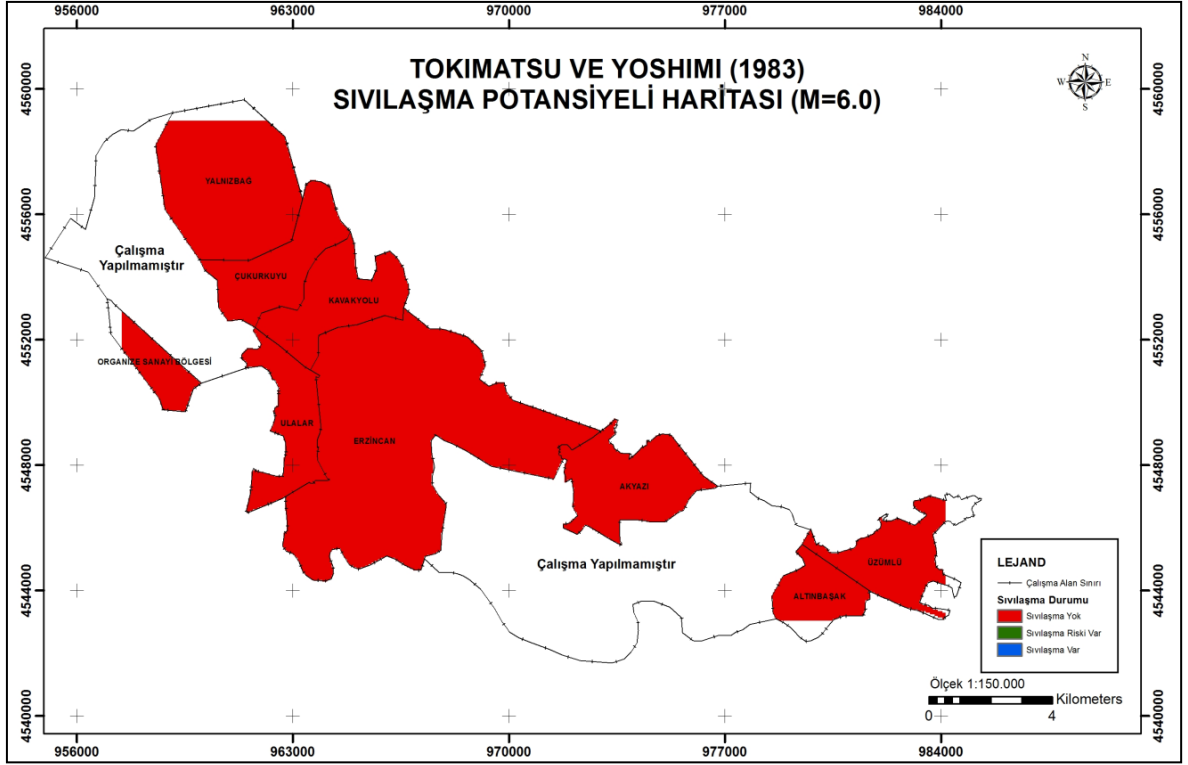 956000
963000
970000
977000
984000
TOKIMATSU VE YOSHIMI (1983)
SIVILAŞMA POTANSİYELİ HARİTASI (M=6.0)
N
W
E
S
4560000
4560000
YALNIZBAĞ
4556000
4556000
Çalışma
Yapılmamıştır
ÇUKURKUYU
KAVAKYOLU
4552000
4552000
ORGANİZE SANAYİ BÖLGESİ
ULALAR
ERZİNCAN
4548000
4548000
AKYAZI
Çalışma Yapılmamıştır
ÜZÜMLÜ
ALTINBAŞAK
4544000
4544000
LEJAND
Çalışma Alan Sınırı
Sıvılaşma Durumu
Sıvılaşma Yok
Sıvılaşma Riski Var
Sıvılaşma Var
Ölçek 1:150.000
Kilometers
0
4
4540000
4540000
956000
963000
970000
977000
984000